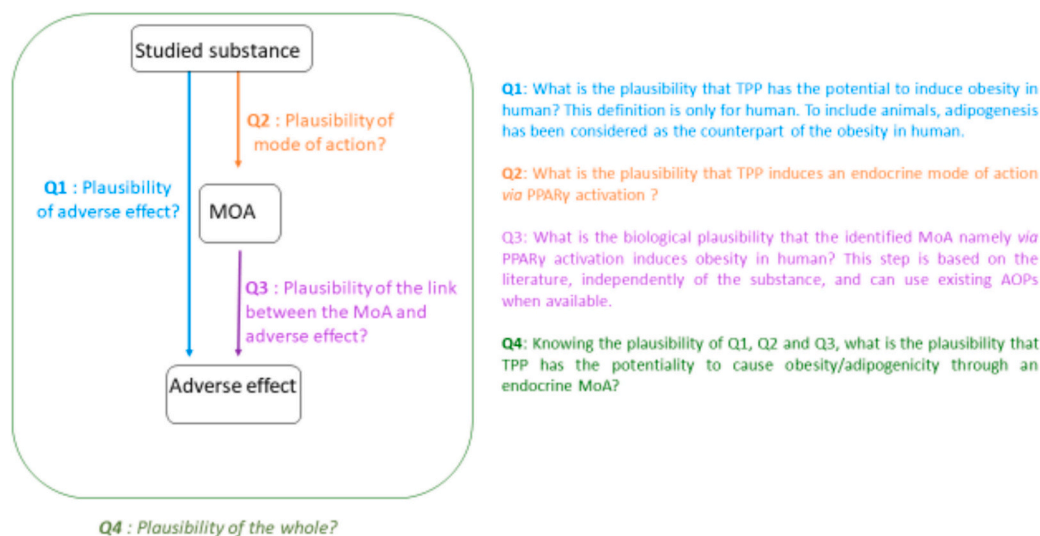 Studied substance
Q2 : Plausibility of
mode of action?
Q1 : Plausibility
of adverse effect?
MOA
Q3 : Plausibility of the link
between the MoA and
adverse effect?
Adverse effect
Q4 : Plausibility of the whole?
Q1: What is the plausibility that TPP has the potential to induce obesity in
human? This definition is only for human. To include animals, adipogenesis
has been considered as the counterpart of the obesity in human.
Q2: What is the plausibility that TPP induces an endocrine mode of action
via PPARγ activation ?
Q3: What is the biological plausibility that the identified MoA namely via
PPARγ activation induces obesity in human? This step is based on the
literature, independently of the substance, and can use existing AOPs
when available.
Q4: Knowing the plausibility of Q1, Q2 and Q3, what is the plausibility that
TPP has the potentiality to cause obesity/adipogenicity through an
endocrine MoA?